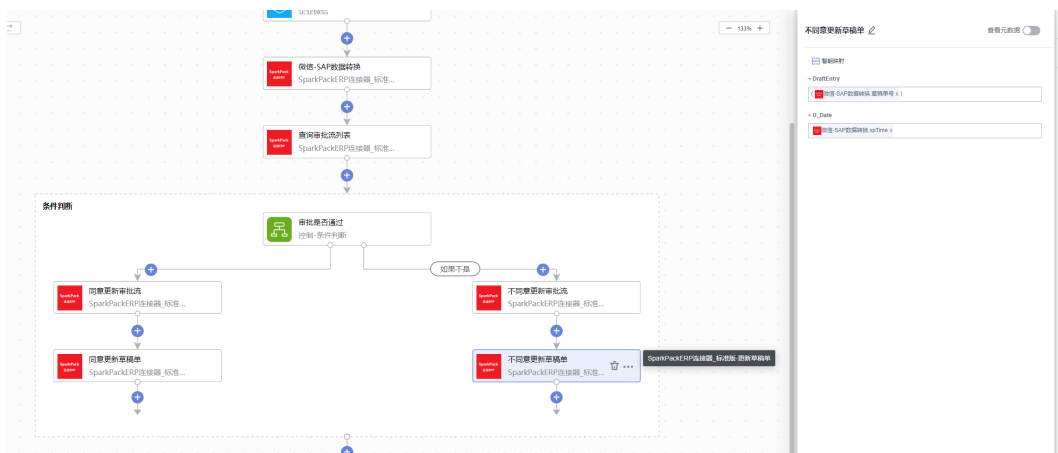 企业微信
133%
微信-SAP数据转换
SparkPackERP连接器_标准...
查询审批流列表
SparkPackERP连接器_标准...
条件判断
审批是否通过
控制-条件判断
如果不是
同意更新审批流
SparkPackERP连接器_标准...
不同意更新审批流
SparkPackERP连接器_标准...
同意更新草稿单
SparkPackERP连接器_标准...
不同意更新草稿单
SparkPackERP连接器_标准...
SparkPackERP连接器_标准版-更新草稿单
不同意更新草稿单
查看元数据
智能映射
* DraftEntry
( 微信-SAP数据转换.草稿单号 x )
* U_Date
微信-SAP数据转换.spTime x